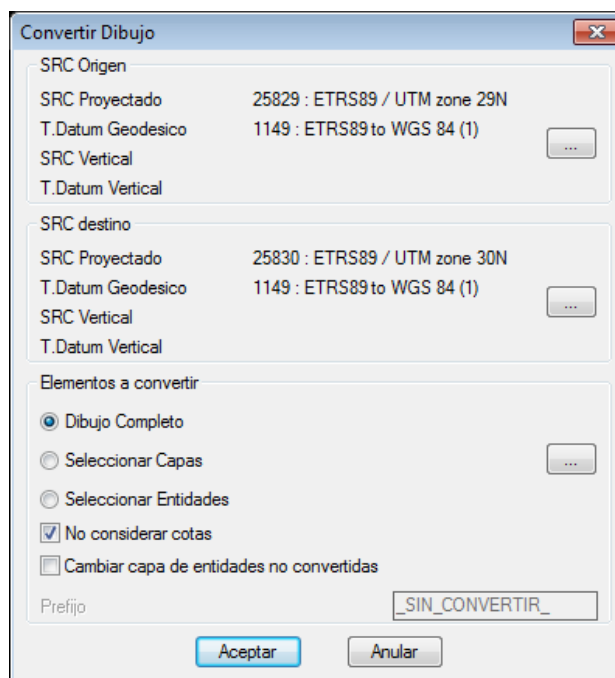 Convertir Dibujo
SRC Origen
SRC Proyectado 25829 : ETRS89 / UTM zone 29N
T.Datum Geodesico 1149 : ETRS89 to WGS 84 (1)
...
SRC Vertical
T.Datum Vertical
SRC destino
SRC Proyectado 25830 : ETRS89 / UTM zone 30N
T.Datum Geodesico 1149 : ETRS89 to WGS 84 (1)
...
SRC Vertical
T.Datum Vertical
Elementos a convertir
Dibujo Completo
Seleccionar Capas ...
Seleccionar Entidades
No considerar cotas
Cambiar capa de entidades no convertidas
Prefijo _SIN_CONVERTIR_
Aceptar Anular